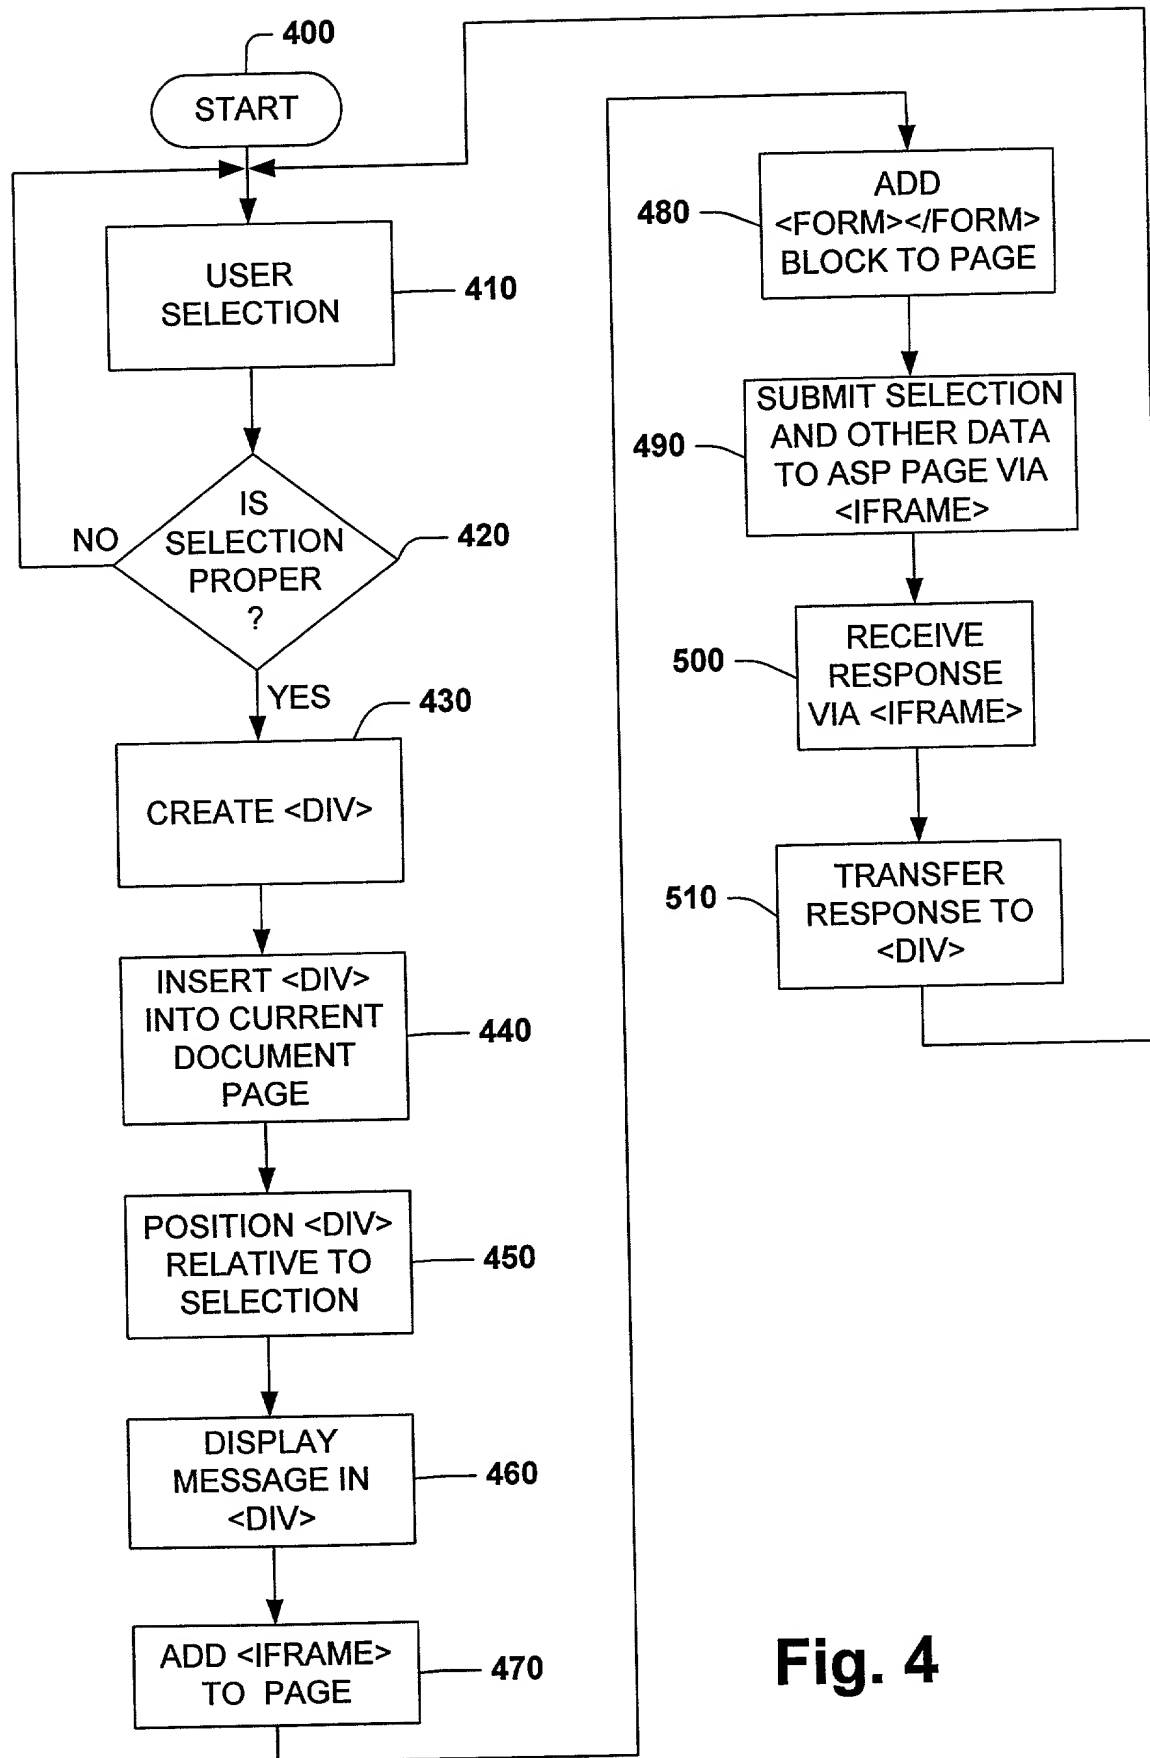 400
START
USER
SELECTION
410
IS
SELECTION
PROPER
?
420
NO
YES
430
CREATE <DIV>
INSERT <DIV>
INTO CURRENT
DOCUMENT
PAGE
440
POSITION <DIV>
RELATIVE TO
SELECTION
450
DISPLAY
MESSAGE IN
<DIV>
460
ADD <IFRAME>
TO PAGE
470
ADD
<FORM></FORM>
BLOCK TO PAGE
480
SUBMIT SELECTION
AND OTHER DATA
TO ASP PAGE VIA
<IFRAME>
490
RECEIVE
RESPONSE
VIA <IFRAME>
500
TRANSFER
RESPONSE TO
<DIV>
510
Fig. 4